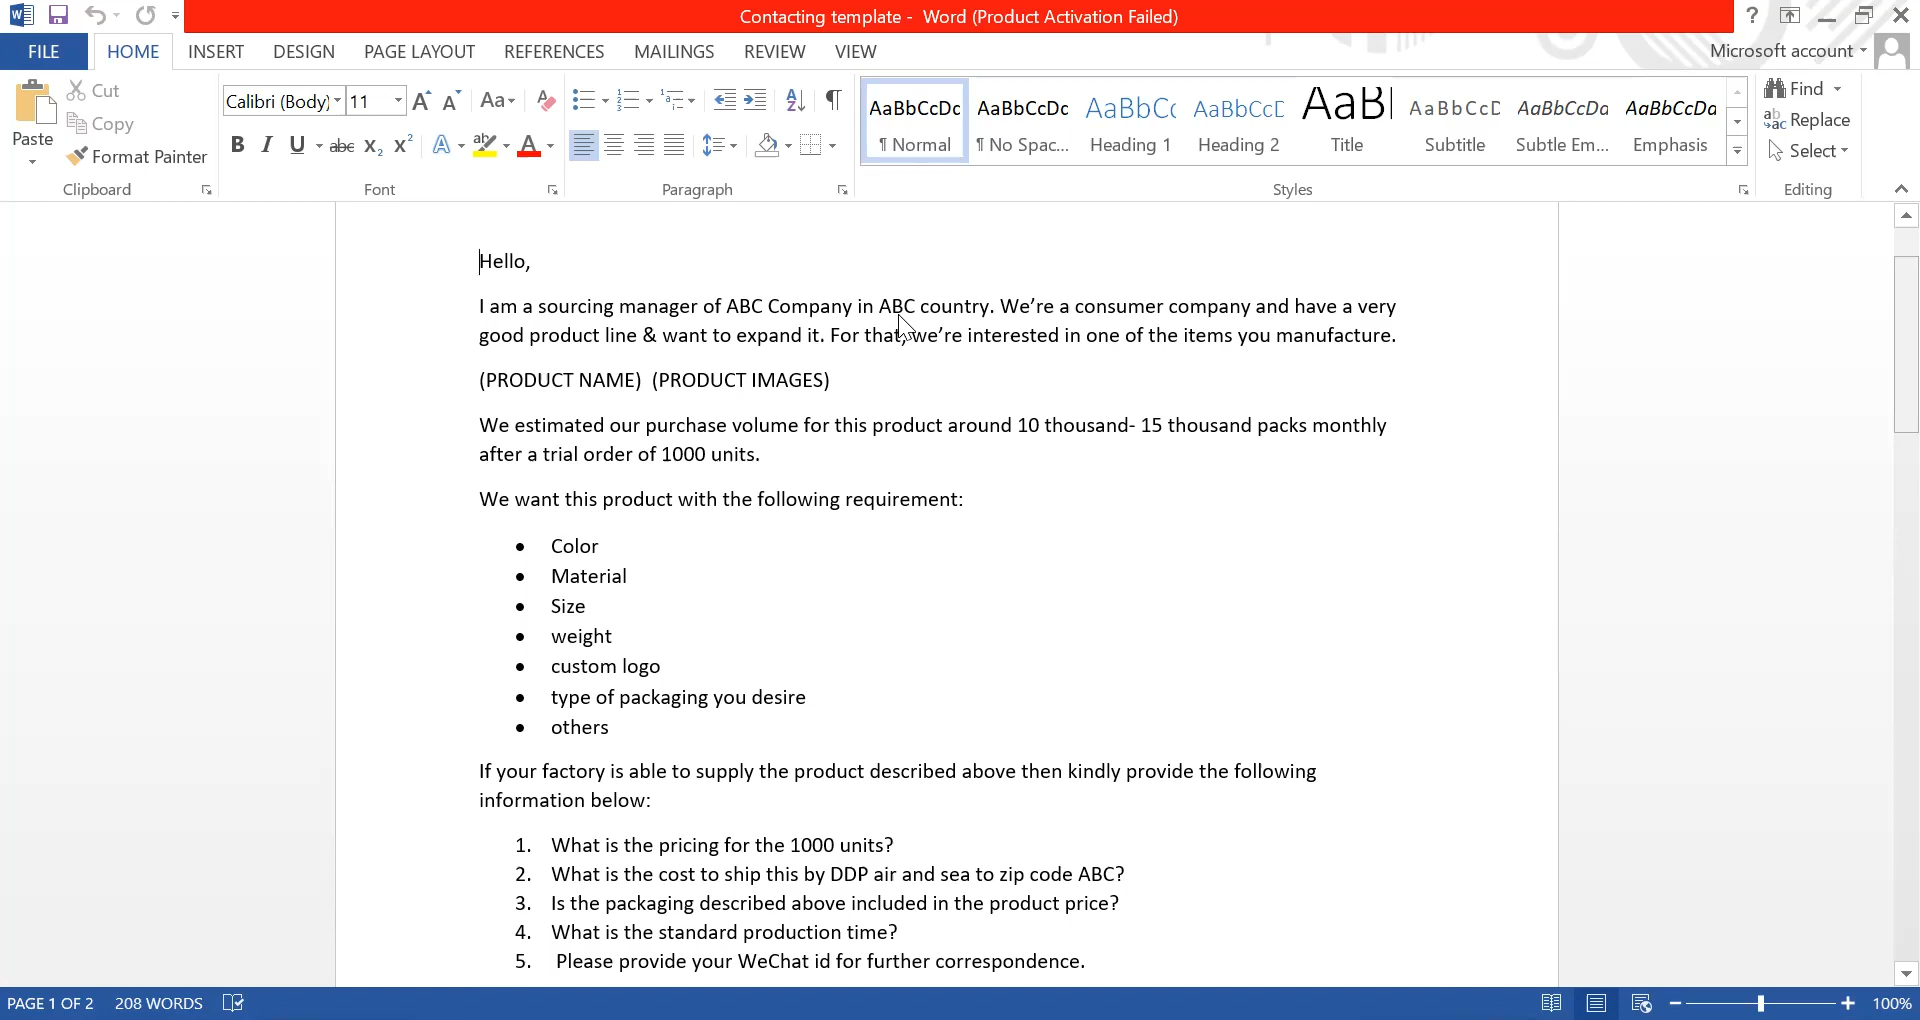 Contacting template - Word (Product Activation Failed)
?
FILE HOME INSERT DESIGN PAGE LAYOUT REFERENCES MAILINGS REVIEW VIEW Microsoft account
Paste
Cut
Copy
Format Painter
Clipboard
Calibri (Body) 11
Font
Paragraph
AaBbCcDc AaBbCcDc AaBbCc AaBbCcD AaBl AaBbCcD AaBbCcDc AaBbCcDc
¶ Normal ¶ No Spac... Heading 1 Heading 2 Title Subtitle Subtle Em... Emphasis
Styles
Find
Replace
Select
Editing
Hello,
I am a sourcing manager of ABC Company in ABC country. We’re a consumer company and have a very
good product line & want to expand it. For that, we’re interested in one of the items you manufacture.
(PRODUCT NAME) (PRODUCT IMAGES)
We estimated our purchase volume for this product around 10 thousand- 15 thousand packs monthly
after a trial order of 1000 units.
We want this product with the following requirement:
• Color
• Material
• Size
• weight
• custom logo
• type of packaging you desire
• others
If your factory is able to supply the product described above then kindly provide the following
information below:
1. What is the pricing for the 1000 units?
2. What is the cost to ship this by DDP air and sea to zip code ABC?
3. Is the packaging described above included in the product price?
4. What is the standard production time?
5. Please provide your WeChat id for further correspondence.
PAGE 1 OF 2 208 WORDS 100%